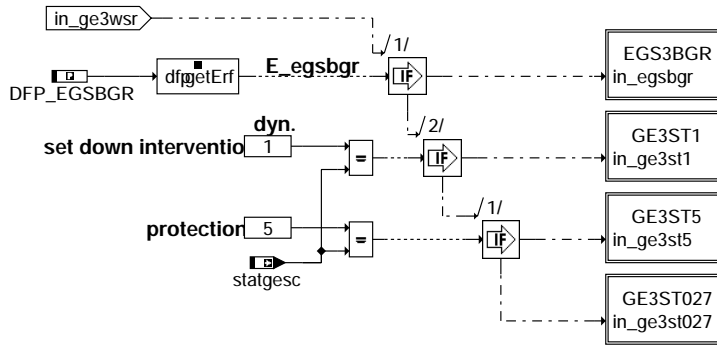 in_ge3wsr
/1/
EGS3BGR
in_egsbgr
E_egsbgr
IF
dfpgetErf
DFP_EGSBGR
dyn.
/2/
GE3ST1
in_ge3st1
set down interventio
1
=
IF
/1/
GE3ST5
in_ge3st5
protection
5
=
IF
statgesc
GE3ST027
in_ge3st027